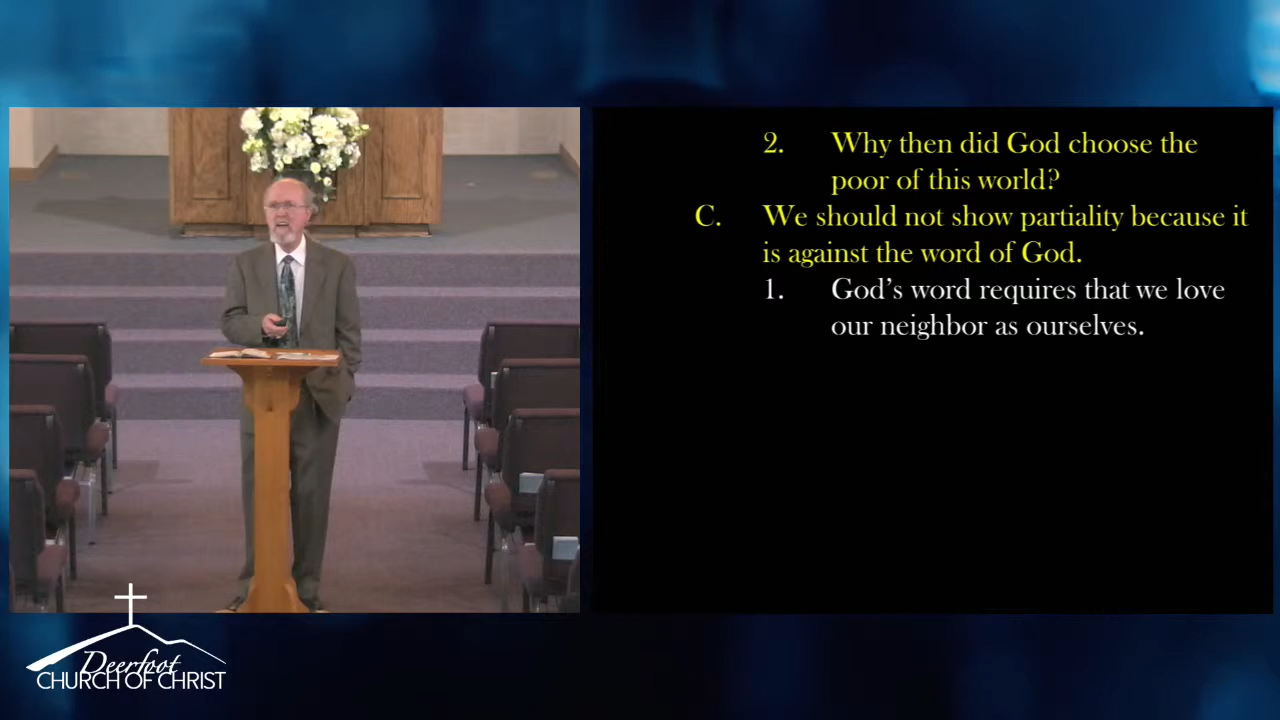 2. Why then did God choose the
poor of this world?
C. We should not show partiality because it
is against the word of God.
1. God’s word requires that we love
our neighbor as ourselves.
Deerfoot
CHURCH OF CHRIST